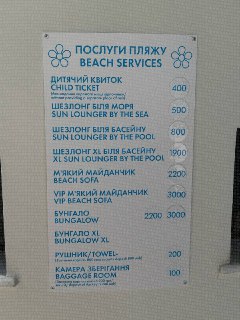 ПОСЛУГИ ПЛЯЖУ
BEACH SERVICES
ДИТЯЧИЙ КВИТОК
CHILD TICKET 400
ШЕЗЛОНГ БІЛЯ МОРЯ
SUN LOUNGER BY THE SEA 500
ШЕЗЛОНГ БІЛЯ БАСЕЙНУ
SUN LOUNGER BY THE POOL 800
ШЕЗЛОНГ XL БІЛЯ БАСЕЙНУ
XL SUN LOUNGER BY THE POOL 1900
М'ЯКИЙ МАЙДАНЧИК
BEACH SOFA 2200
VIP М'ЯКИЙ МАЙДАНЧИК
VIP BEACH SOFA 3000
БУНГАЛО
BUNGALOW 2200 3000
БУНГАЛО XL
BUNGALOW XL
РУШНИК/TOWEL- 200
КАМЕРА ЗБЕРІГАННЯ
BAGGAGE ROOM 100